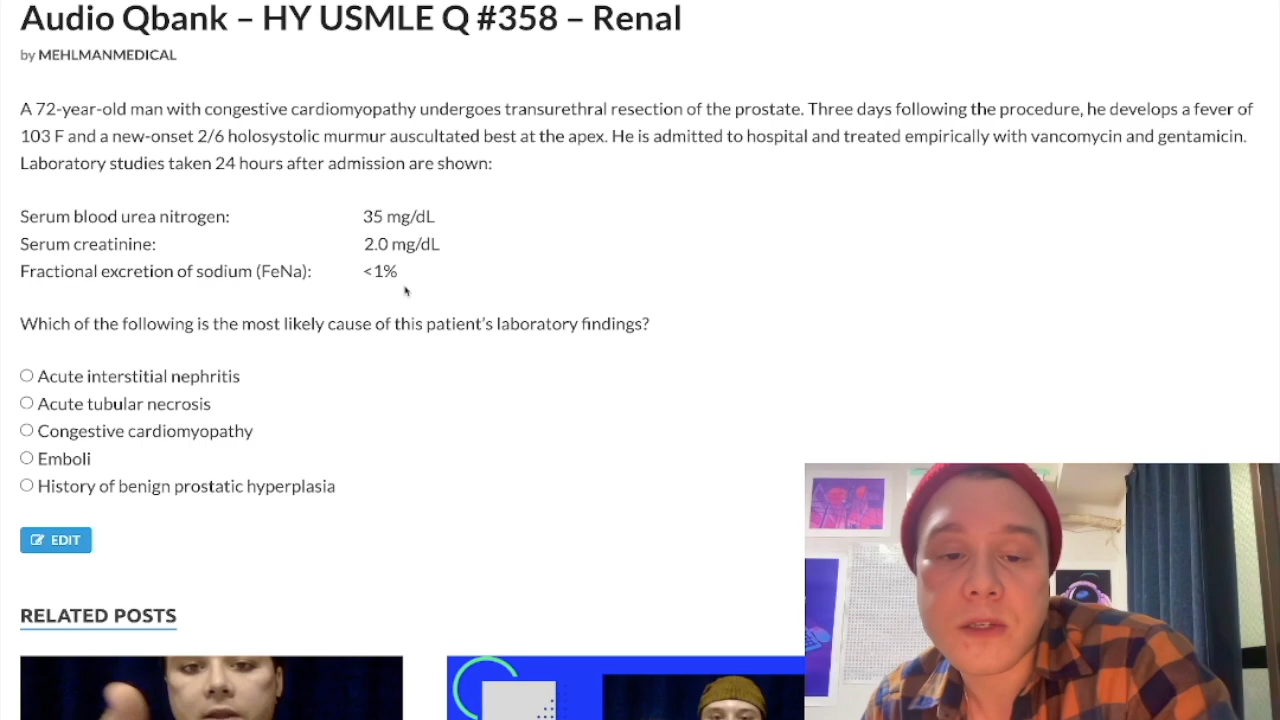 Audio Qbank – HY USMLE Q #358 – Renal
by MEHLMANMEDICAL
A 72-year-old man with congestive cardiomyopathy undergoes transurethral resection of the prostate. Three days following the procedure, he develops a fever of
103 F and a new-onset 2/6 holosystolic murmur auscultated best at the apex. He is admitted to hospital and treated empirically with vancomycin and gentamicin.
Laboratory studies taken 24 hours after admission are shown:
Serum blood urea nitrogen: 35 mg/dL
Serum creatinine: 2.0 mg/dL
Fractional excretion of sodium (FeNa): <1%
Which of the following is the most likely cause of this patient's laboratory findings?
Acute interstitial nephritis
Acute tubular necrosis
Congestive cardiomyopathy
Emboli
History of benign prostatic hyperplasia
EDIT
RELATED POSTS